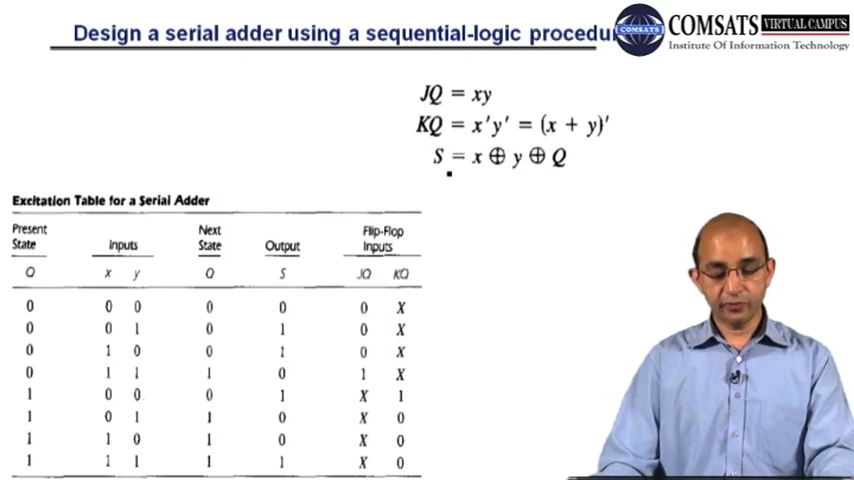 Design a serial adder using a sequential-logic procedu
COMSATS VIRTUAL CAMPUS
COMSATS
Institute Of Information Technology
JQ = xy
KQ = x'y' = (x + y)'
S = x ⊕ y ⊕ Q
Excitation Table for a Serial Adder
Present State Inputs Next State Output Flip-Flop Inputs
Q x y Q S JQ KQ
0 0 0 0 0 0 X
0 0 1 0 1 0 X
0 1 0 0 1 0 X
0 1 1 1 0 1 X
1 0 0 0 1 X 1
1 0 1 1 0 X 0
1 1 0 1 0 X 0
1 1 1 1 1 X 0